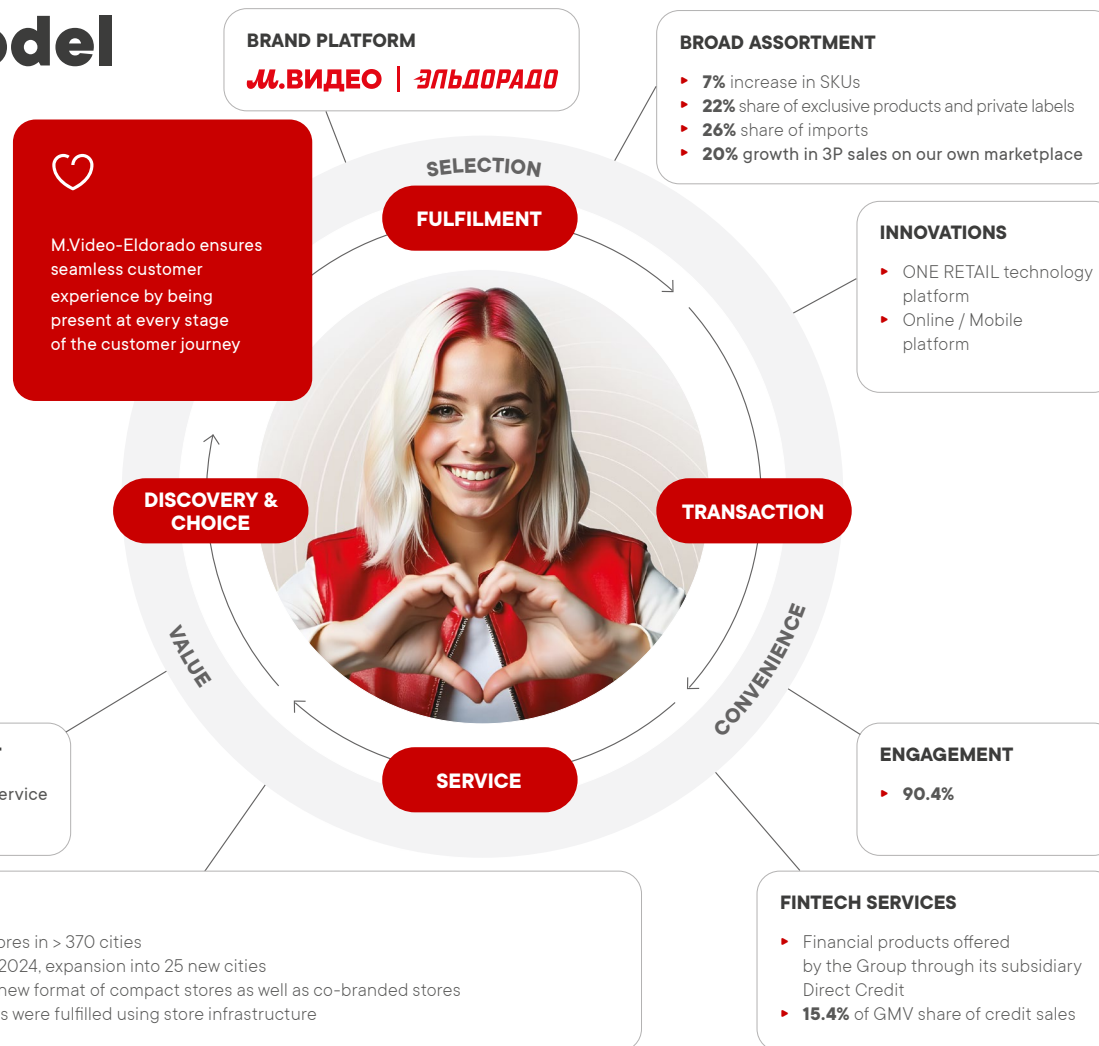 BRAND PLATFORM
М.ВИДЕО | ЭЛЬДОРАДО
BROAD ASSORTMENT
7% increase in SKUs
22% share of exclusive products and private labels
26% share of imports
20% growth in 3P sales on our own marketplace
M.Video-Eldorado ensures
seamless customer
experience by being
present at every stage
of the customer journey
SELECTION
FULFILMENT
INNOVATIONS
ONE RETAIL technology
platform
Online / Mobile
platform
DISCOVERY &
CHOICE
TRANSACTION
VALUE
CONVENIENCE
SERVICE
ENGAGEMENT
90.4%
in > 370 cities
2024, expansion into 25 new cities
new format of compact stores as well as co-branded stores
were fulfilled using store infrastructure
FINTECH SERVICES
Financial products offered
by the Group through its subsidiary
Direct Credit
15.4% of GMV share of credit sales